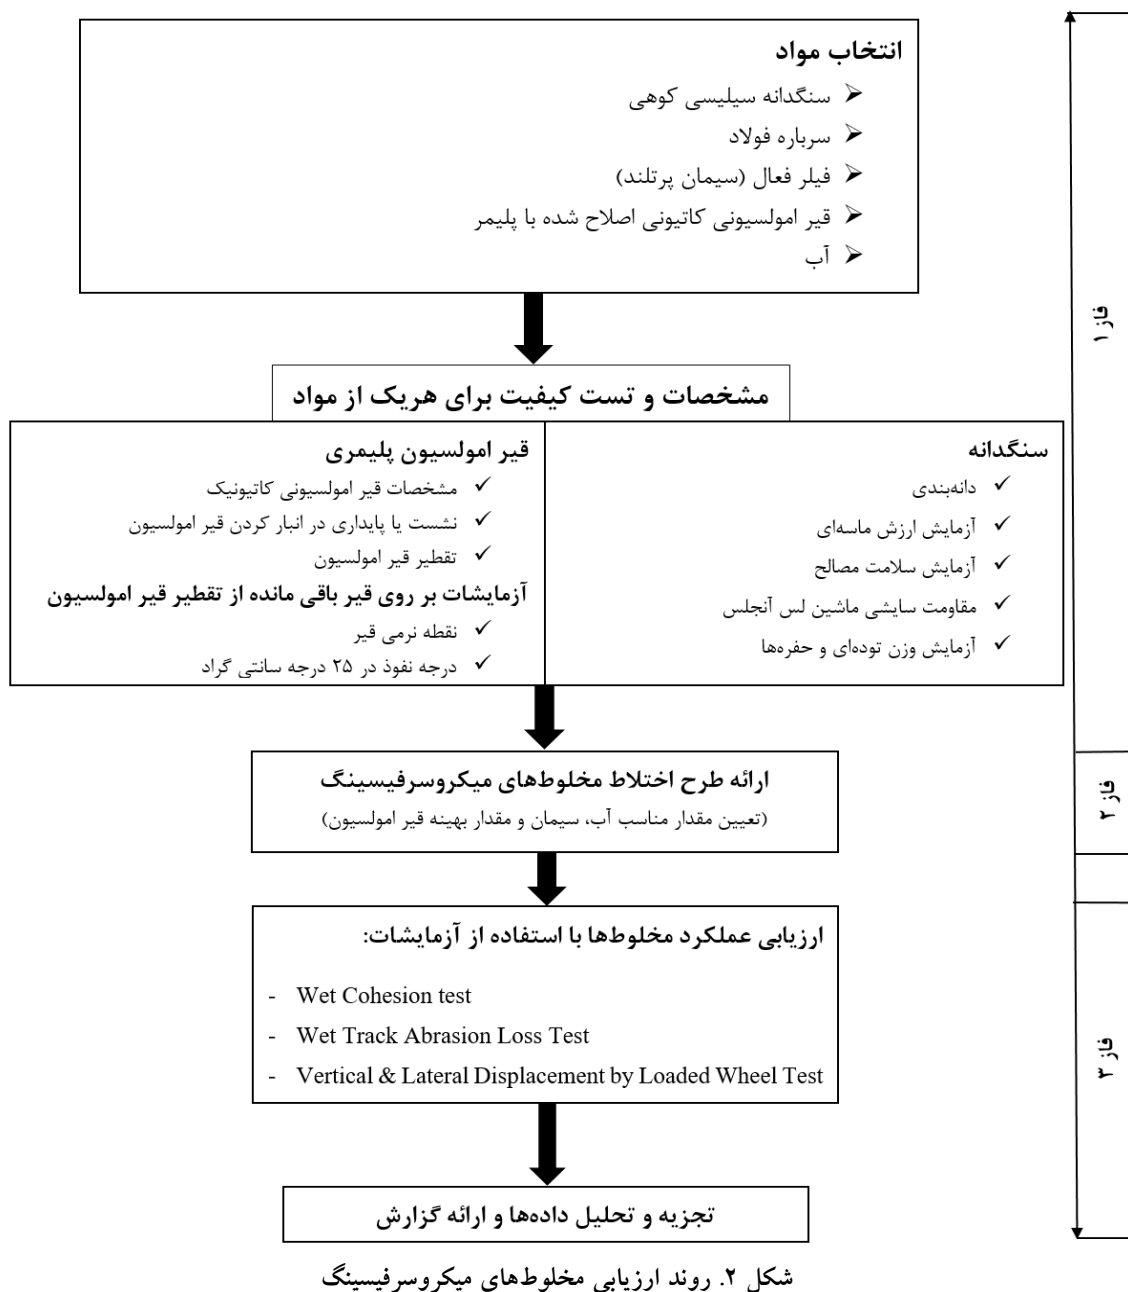 انتخاب مواد
سنگدانه سیلیسی کوهی
سرباره فولاد
فیلر فعال (سیمان پرتلند)
قیر امولسیونی کاتیونی اصلاح شده با پلیمر
آب
فاز ۱
مشخصات و تست کیفیت برای هریک از مواد
سنگدانه
دانه‌بندی
آزمایش ارزش ماسه‌ای
آزمایش سلامت مصالح
مقاومت سایشی ماشین لس آنجلس
آزمایش وزن توده‌ای و حفره‌ها
قیر امولسیون پلیمری
مشخصات قیر امولسیونی کاتیونیک
نشست یا پایداری در انبار کردن قیر امولسیون
تقطیر قیر امولسیون
آزمایشات بر روی قیر باقی مانده از تقطیر قیر امولسیون
نقطه نرمی قیر
درجه نفوذ در ۲۵ درجه سانتی گراد
فاز ۲
ارائه طرح اختلاط مخلوط‌های میکروسرفیسینگ
(تعیین مقدار مناسب آب، سیمان و مقدار بهینه قیر امولسیون)
فاز ۳
ارزیابی عملکرد مخلوط‌ها با استفاده از آزمایشات:
- Wet Cohesion test
- Wet Track Abrasion Loss Test
- Vertical & Lateral Displacement by Loaded Wheel Test
تجزیه و تحلیل داده‌ها و ارائه گزارش
شکل ۲. روند ارزیابی مخلوط‌های میکروسرفیسینگ